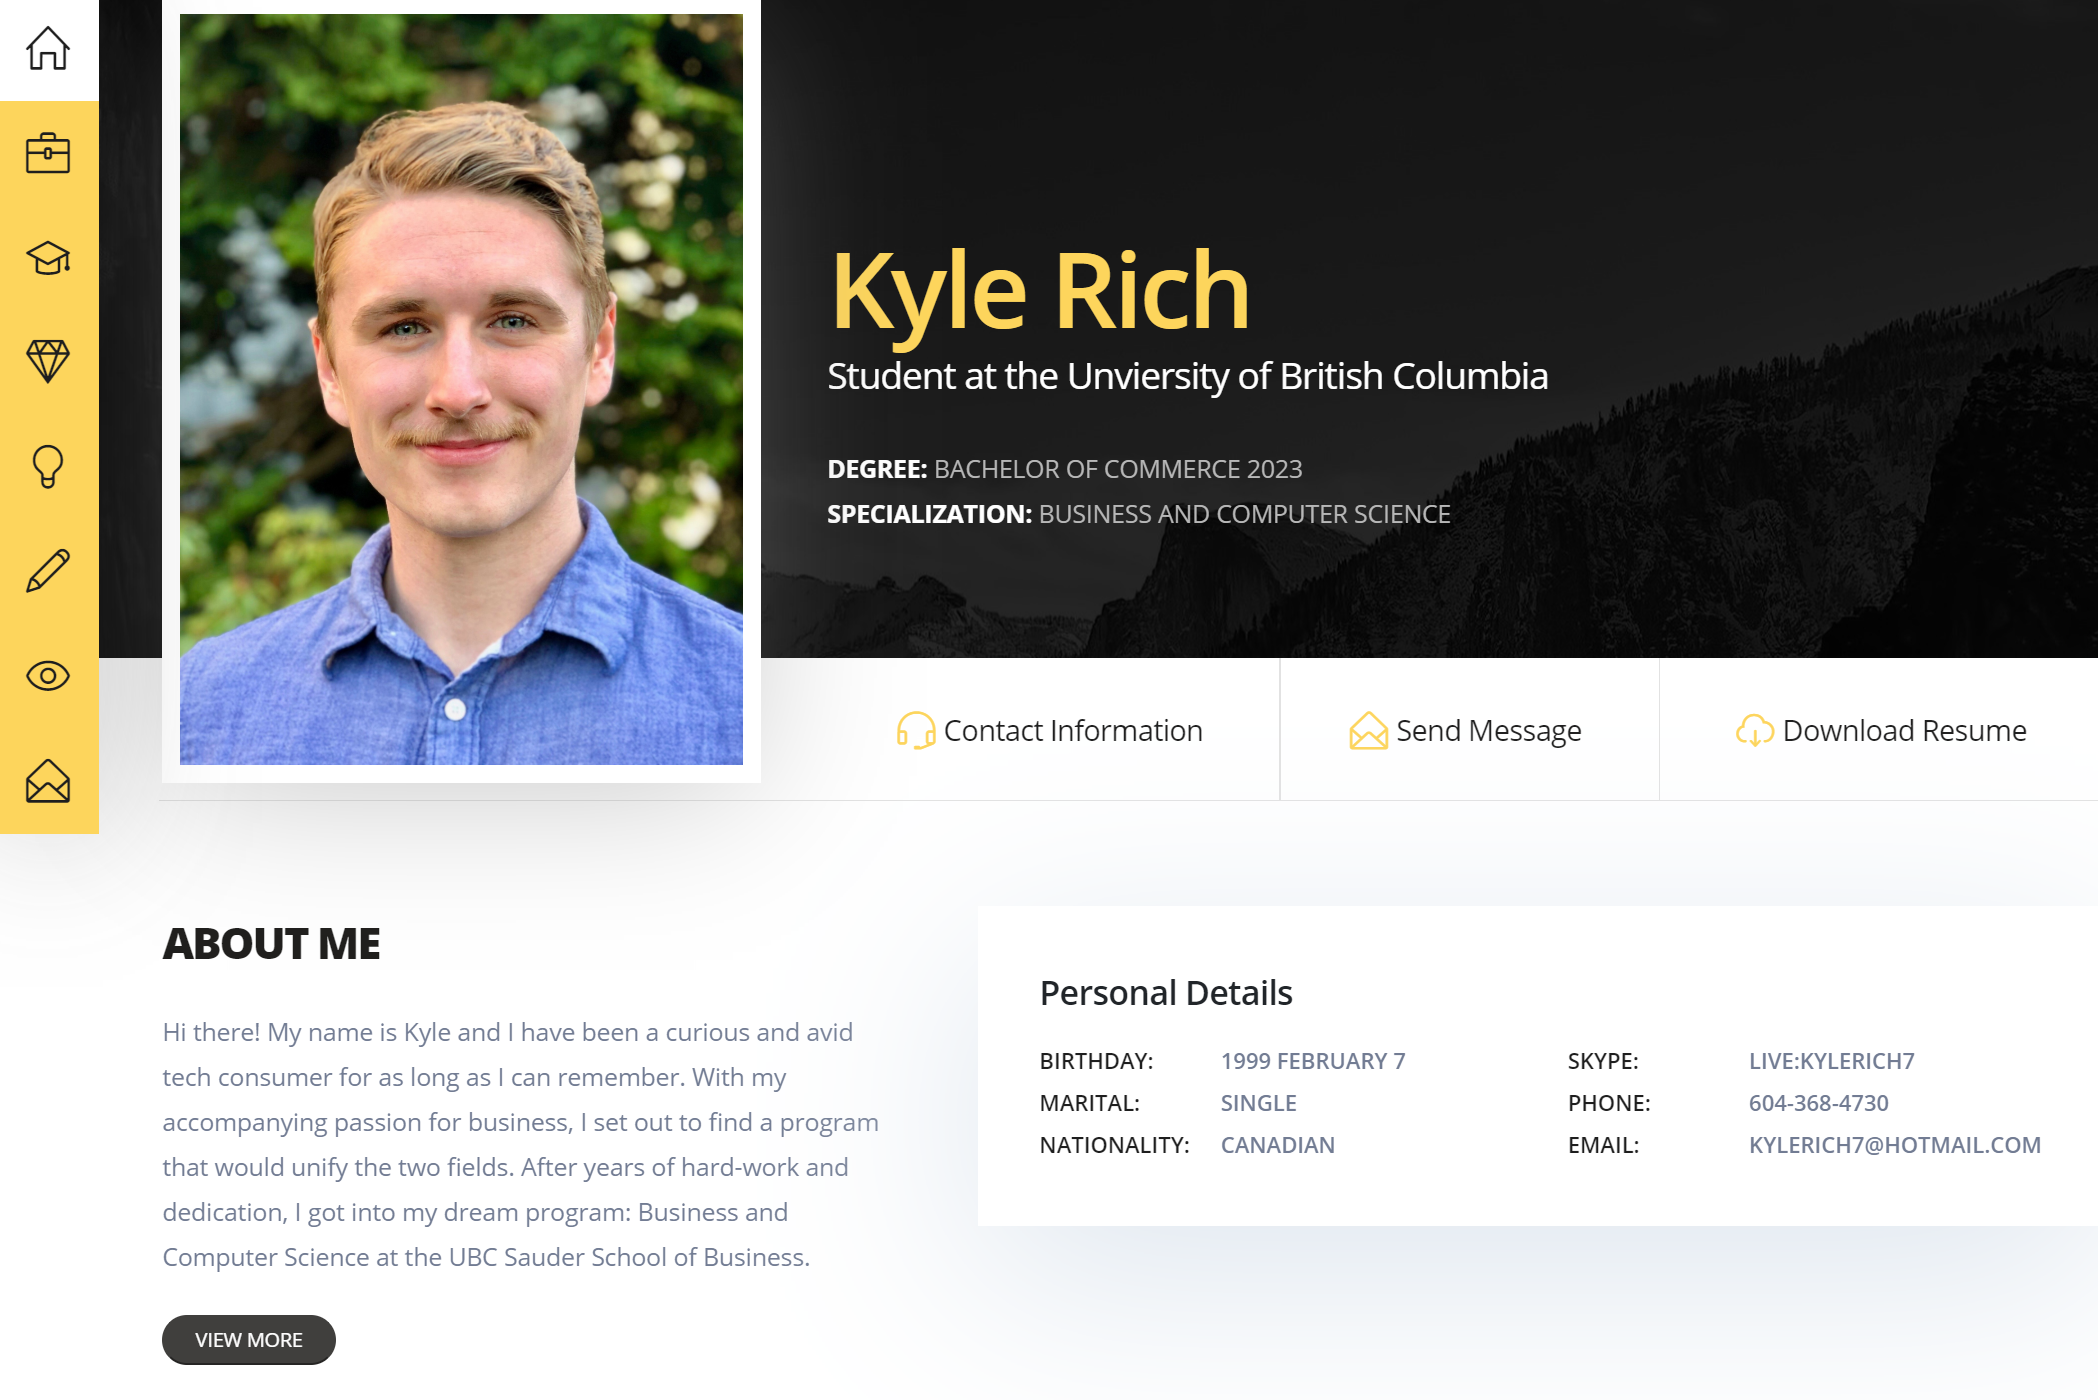 Kyle Rich
Student at the Unviersity of British Columbia
DEGREE: BACHELOR OF COMMERCE 2023
SPECIALIZATION: BUSINESS AND COMPUTER SCIENCE
Contact Information
Send Message
Download Resume
ABOUT ME
Hi there! My name is Kyle and I have been a curious and avid
tech consumer for as long as I can remember. With my
accompanying passion for business, I set out to find a program
that would unify the two fields. After years of hard-work and
dedication, I got into my dream program: Business and
Computer Science at the UBC Sauder School of Business.
VIEW MORE
Personal Details
BIRTHDAY: 1999 FEBRUARY 7
MARITAL: SINGLE
NATIONALITY: CANADIAN
SKYPE: LIVE:KYLERICH7
PHONE: 604-368-4730
EMAIL: KYLERICH7@HOTMAIL.COM